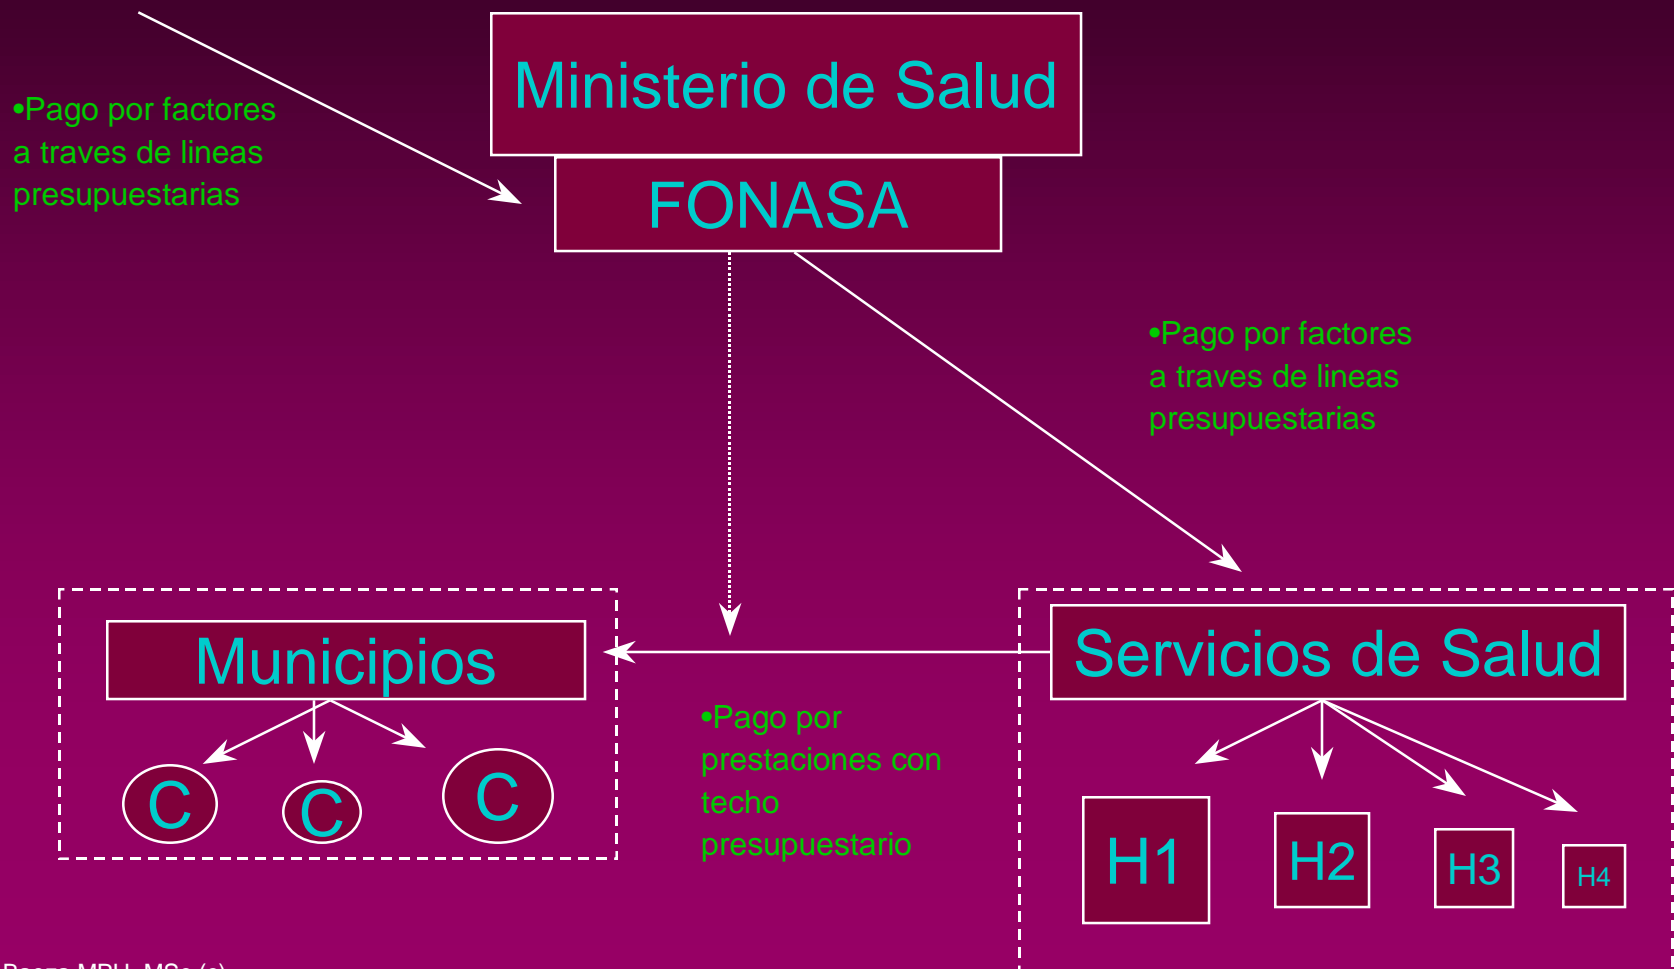 Ministerio de Salud
•Pago por factores
a traves de lineas
presupuestarias
FONASA
•Pago por factores
a traves de lineas
presupuestarias
Municipios
Servicios de Salud
•Pago por
prestaciones con
techo
presupuestario
C
C
C
H1
H2
H3
H4